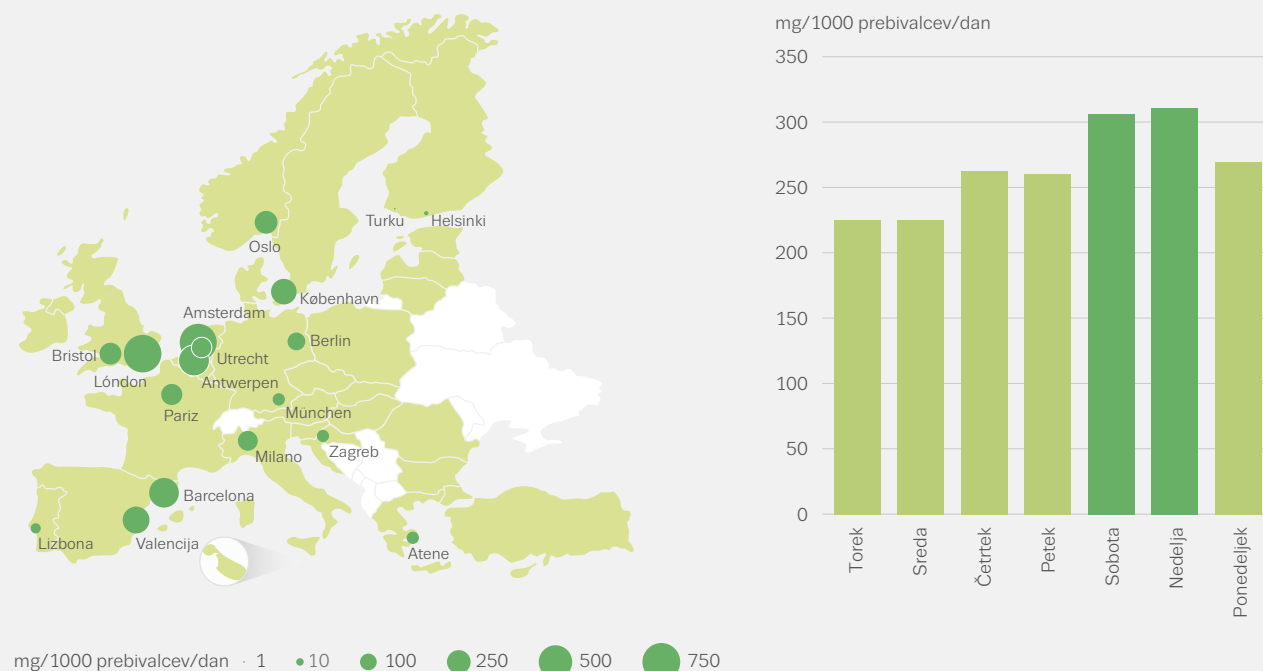 mg/1000 prebivalcev/dan
350
300
250
200
150
100
50
0
Torek
Sreda
Četrtek
Petek
Sobota
Nedelja
Ponedeljek
Turku
Helsinki
Oslo
København
Amsterdam
Berlin
Bristol
Utrecht
Lóndon
Antwerpen
Pariz
München
Milano
Zagreb
Barcelona
Lizbona
Valencija
Atene
mg/1000 prebivalcev/dan 1 10 100 250 500 750